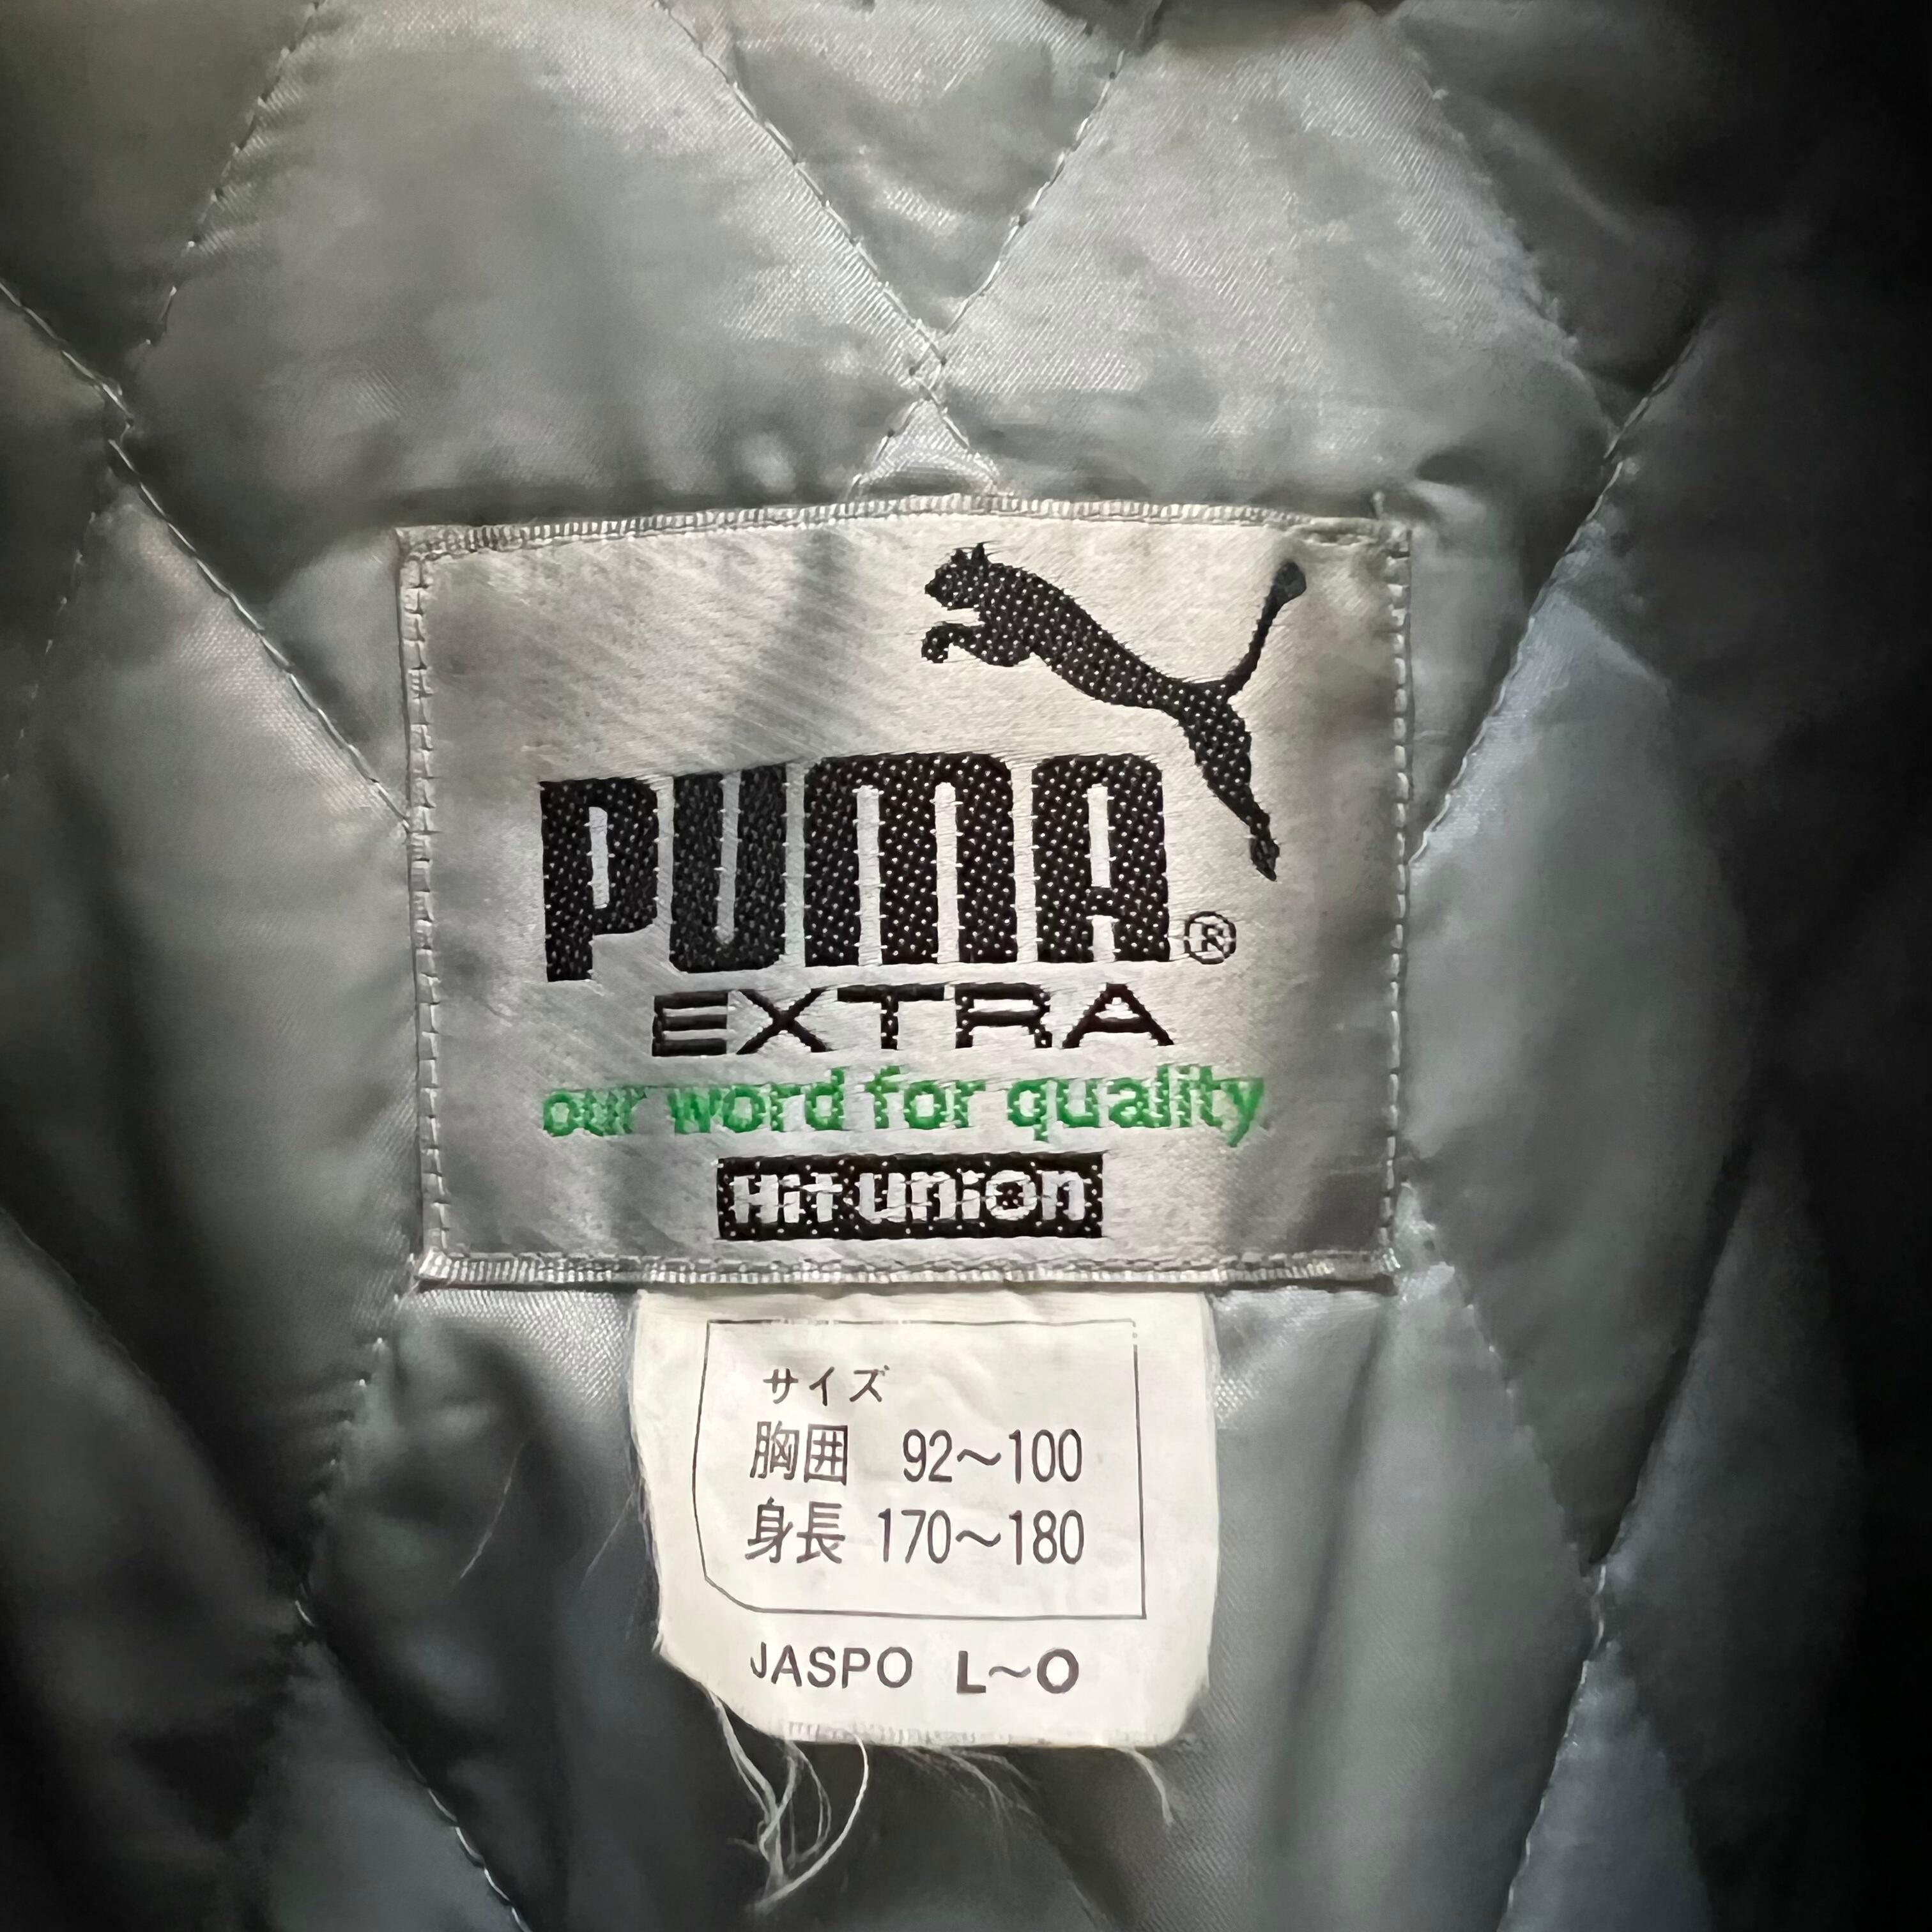 PUMA®
EXTRA
our word for quality.
HiT union
サイズ
胸囲 92～100
身長 170～180
JASPO L～O